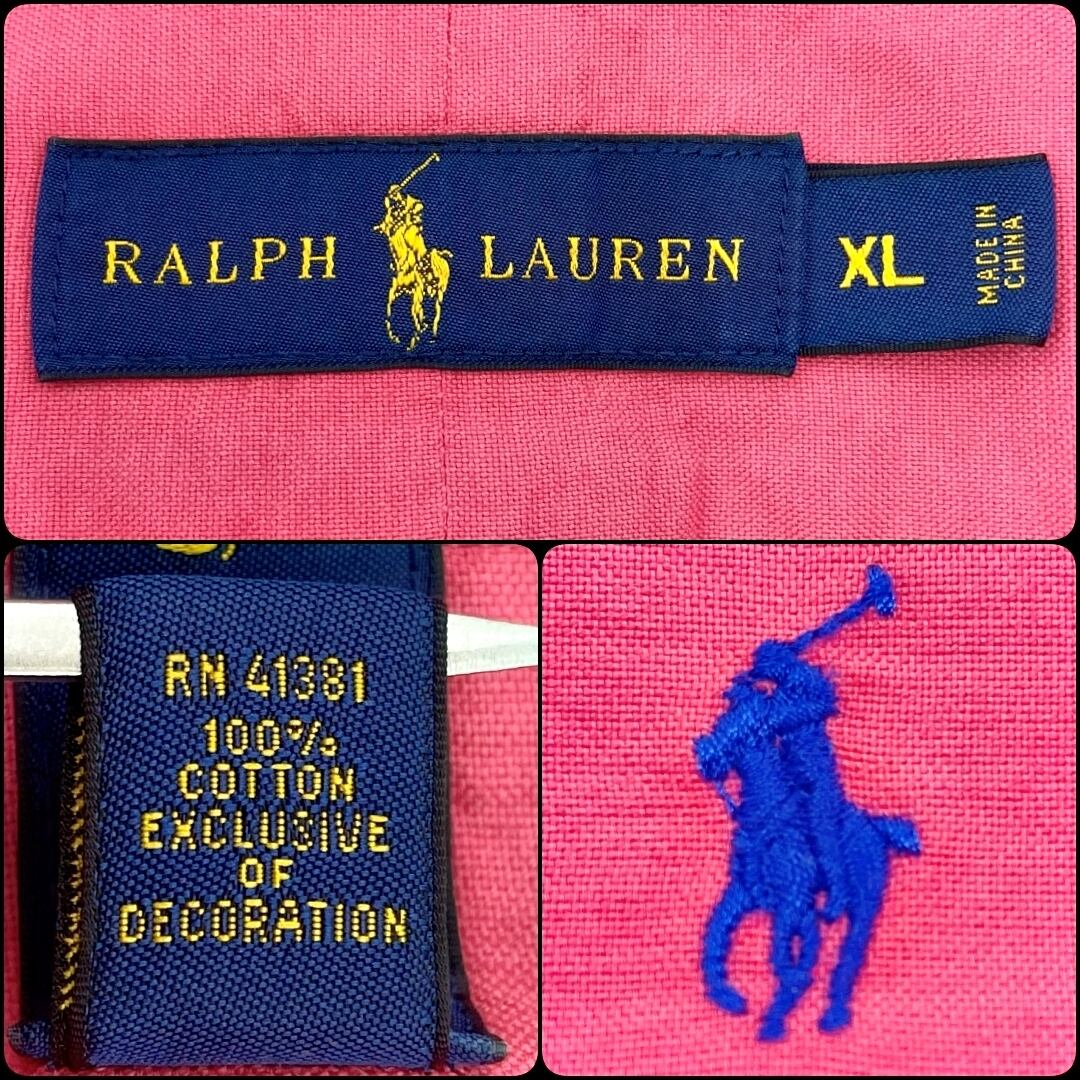 RALPH LAUREN XL MADE IN
CHINA
RN 41381
100%
COTTON
EXCLUSIVE
OF
DECORATION